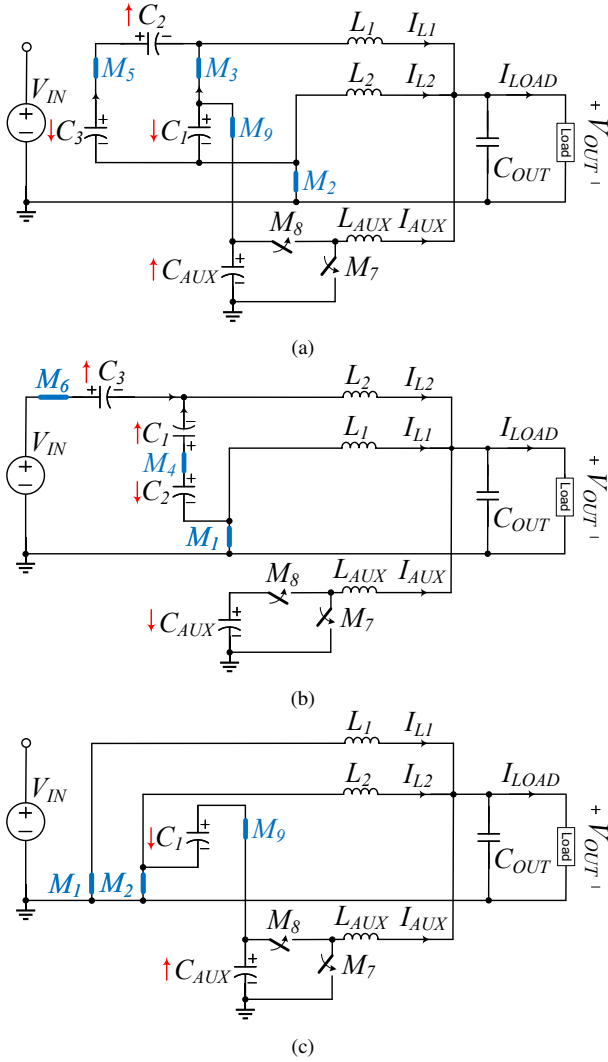 C2 L1 IL1
+ −
M5 M3 L2 IL2 ILOAD
VIN
+ − C3 + − C1 + − M9 COUT Load + VOUT −
M2
M8 LAUX IAUX
CAUX + − M7
(a)
M6 C3 L2 IL2
+ −
VIN C1 − + L1 IL1 ILOAD
+ − M4
C2 + − COUT Load + VOUT −
M1
M8 LAUX IAUX
CAUX + − M7
(b)
L1 IL1
VIN L2 IL2 ILOAD
+ − C1 + − M9 COUT Load + VOUT −
M1 M2
M8 LAUX IAUX
CAUX + − M7
(c)